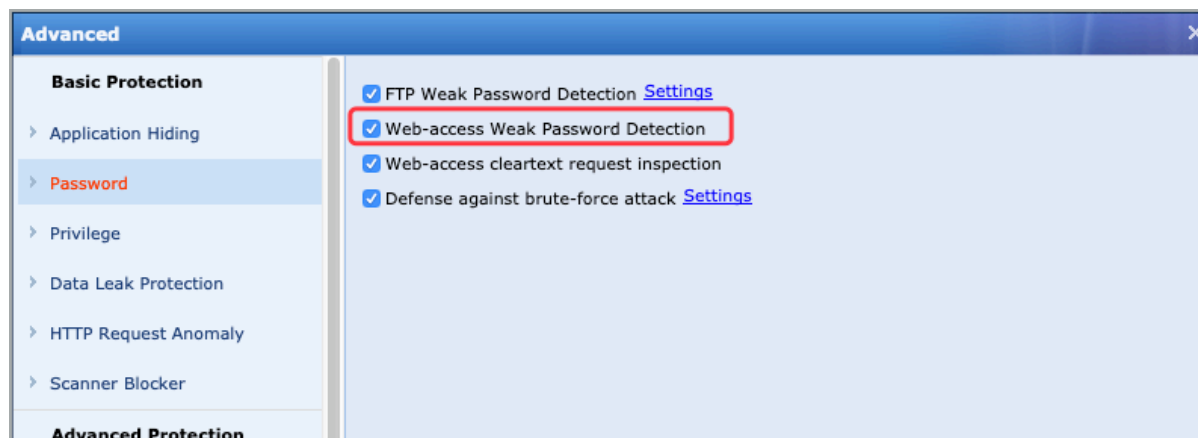 Advanced
Basic Protection
Application Hiding
Password
Privilege
Data Leak Protection
HTTP Request Anomaly
Scanner Blocker
Advanced Protection
FTP Weak Password Detection Settings
Web-access Weak Password Detection
Web-access cleartext request inspection
Defense against brute-force attack Settings